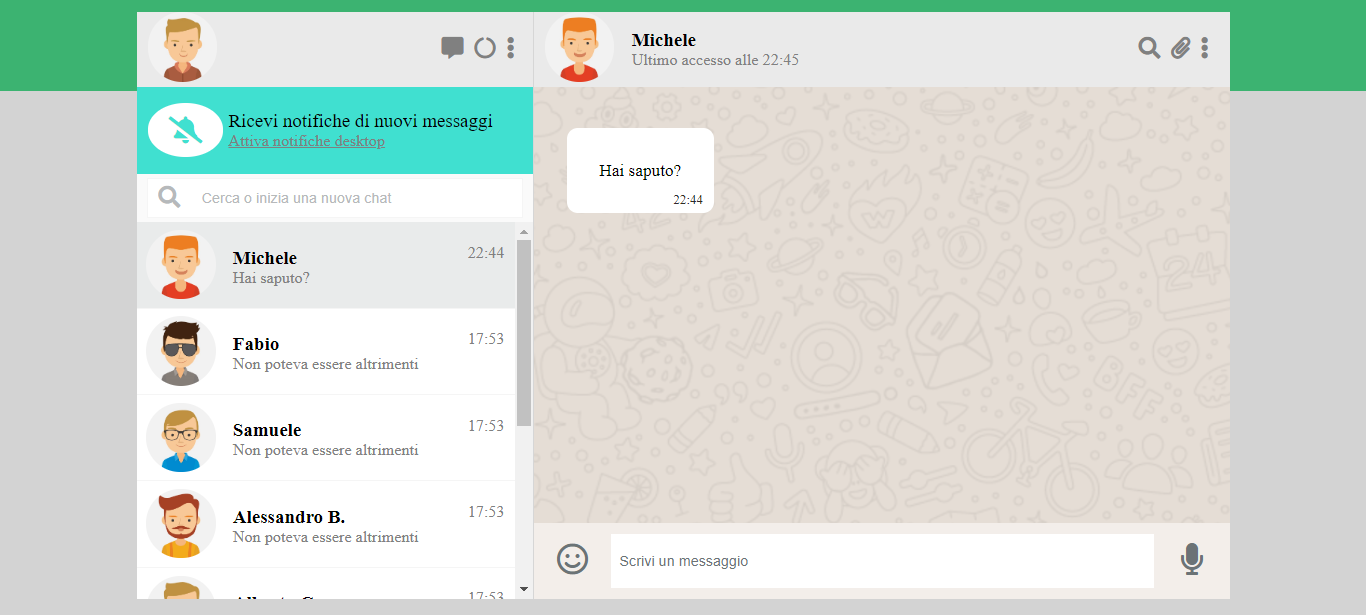 Michele
Ultimo accesso alle 22:45
Ricevi notifiche di nuovi messaggi
Attiva notifiche desktop
Cerca o inizia una nuova chat
Michele
22:44
Hai saputo?
Fabio
17:53
Non poteva essere altrimenti
Samuele
17:53
Non poteva essere altrimenti
Alessandro B.
17:53
Non poteva essere altrimenti
17:53
Hai saputo?
22:44
24
Scrivi un messaggio